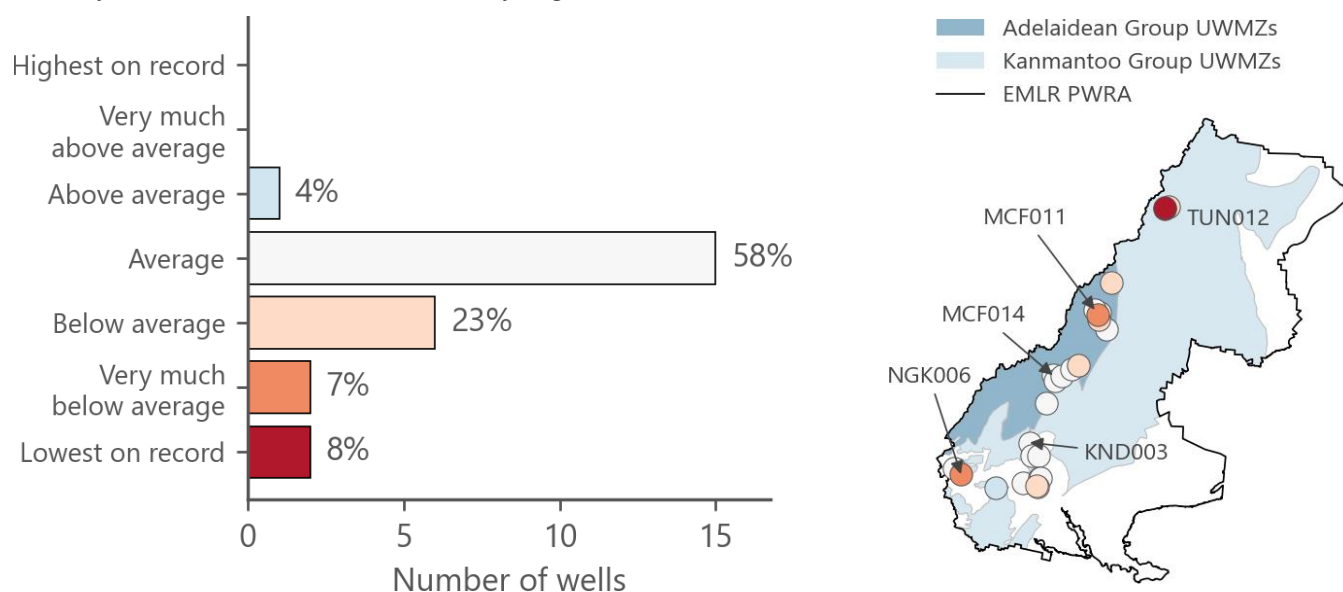 Highest on record
Very much
above average
Above average
4%
Average
58%
Below average
23%
Very much
below average
7%
Lowest on record
8%
0
5
10
15
Number of wells
Adelaidean Group UWMZs
Kanmantoo Group UWMZs
EMLR PWRA
MCF011
TUN012
MCF014
NGK006
KND003